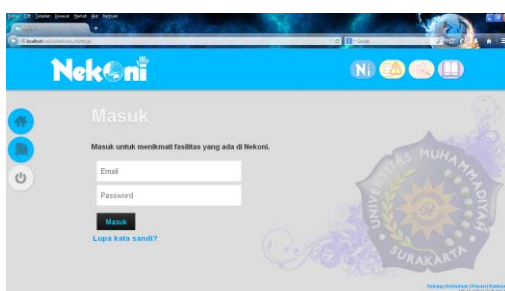 Nekoni
Ni
Masuk
Masuk untuk menikmati fasilitas yang ada di Nekoni.
Email
Password
Masuk
Lupa kata sandi?
UNIVERSITAS MUHAMMADIYAH
SURAKARTA